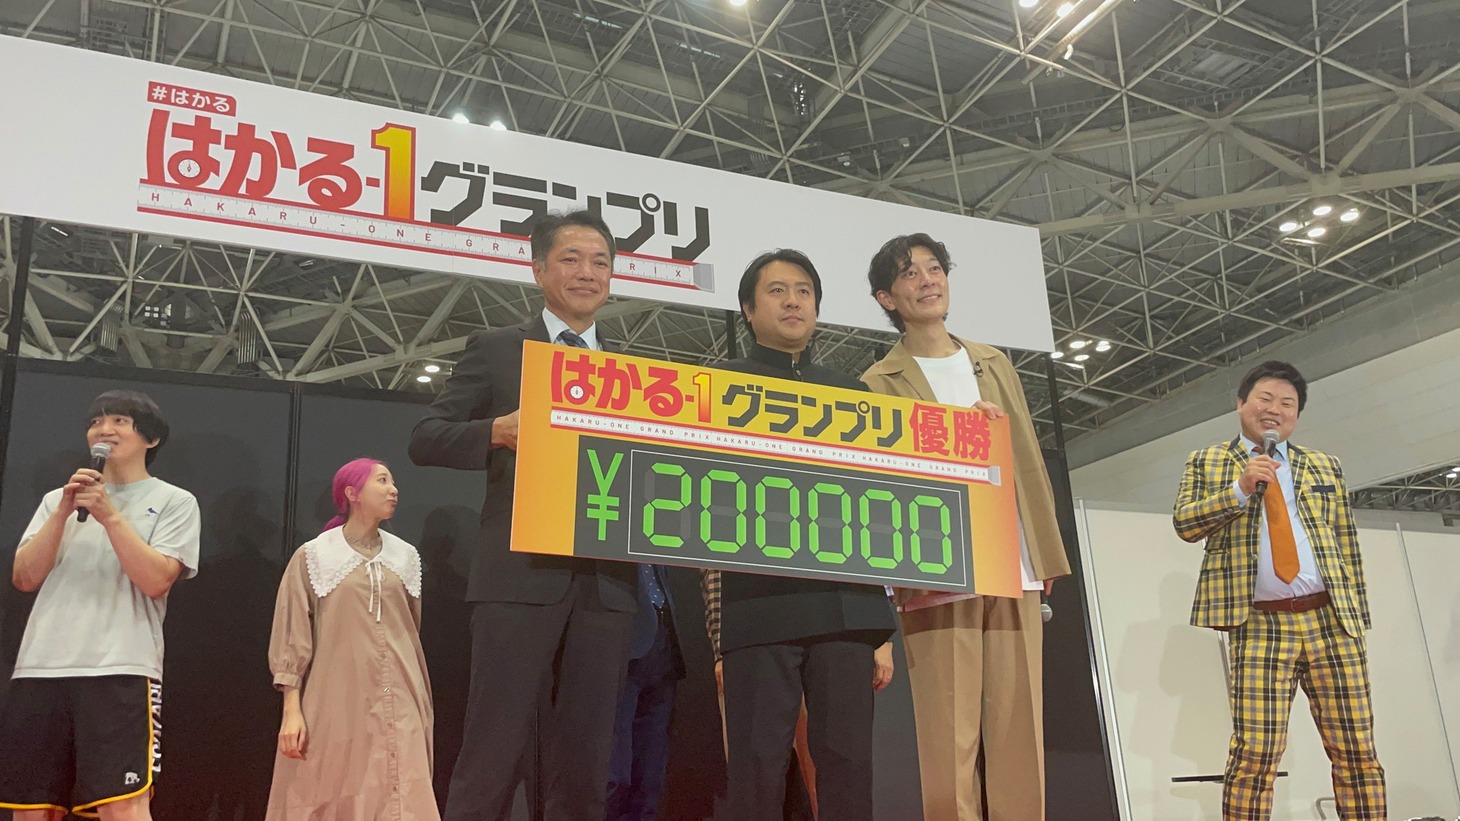 #はかる
はかる-1グランプリ
HAKARU-ONE GRA
RIX
はかる-1グランプリ優勝
HAKARU-ONE GRAND PRIX HAKARU-ONE GRAND PRIX HAKARU-ONE GRAND PRIX
¥200000